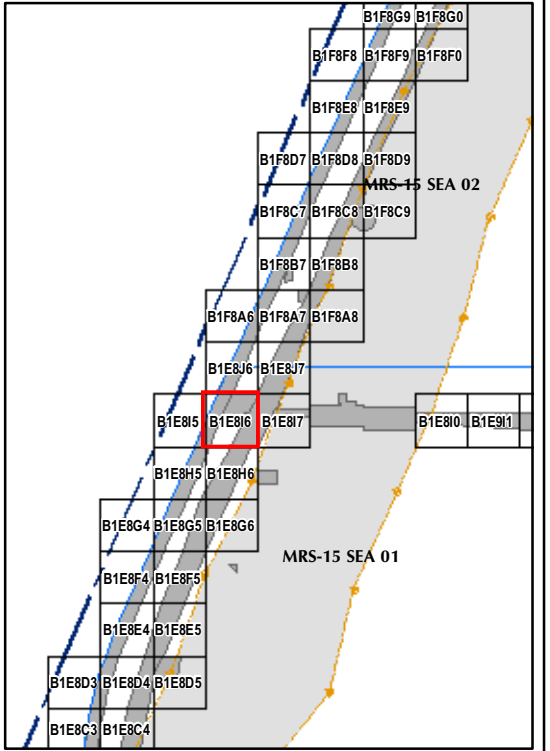 B1F8G9 B1F8G0
B1F8F8 B1F8F9 B1F8F0
B1F8E8 B1F8E9
B1F8D7 B1F8D8 B1F8D9
MRS-15 SEA 02
B1F8C7 B1F8C8 B1F8C9
B1F8B7 B1F8B8
B1F8A6 B1F8A7 B1F8A8
B1E8J6 B1E8J7
B1E8I5 B1E8I6 B1E8I7 B1E8I0 B1E9I1
B1E8H5 B1E8H6
B1E8G4 B1E8G5 B1E8G6
MRS-15 SEA 01
B1E8F4 B1E8F5
B1E8E4 B1E8E5
B1E8D3 B1E8D4 B1E8D5
B1E8C3 B1E8C4